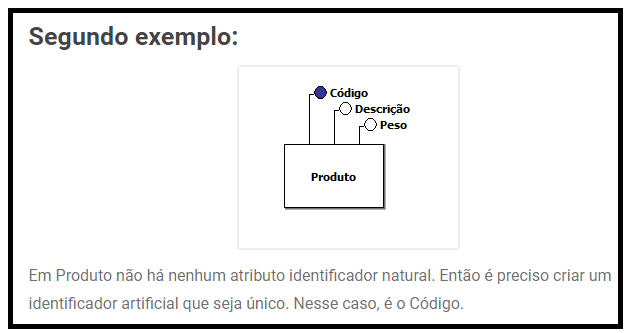 Segundo exemplo:
Código
Descrição
Peso
Produto
Em Produto não há nenhum atributo identificador natural. Então é preciso criar um
identificador artificial que seja único. Nesse caso, é o Código.